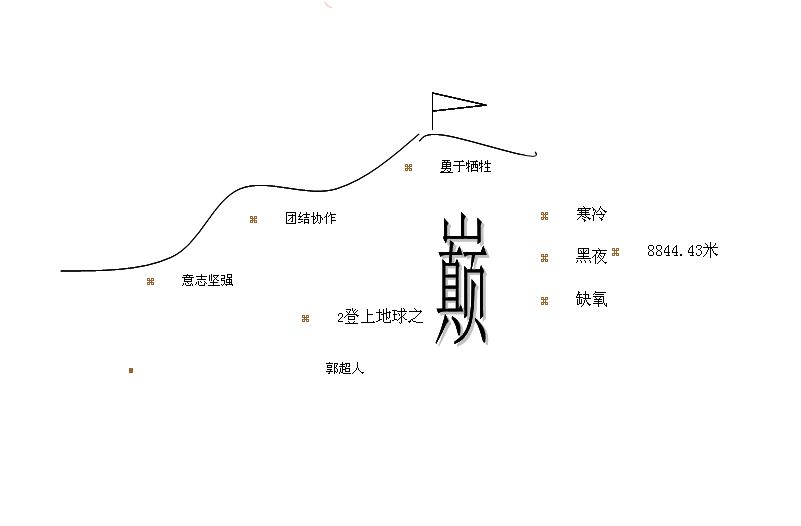 勇于牺牲
团结协作
意志坚强
寒冷
黑夜
8844.43米
缺氧
2登上地球之
巅
郭超人